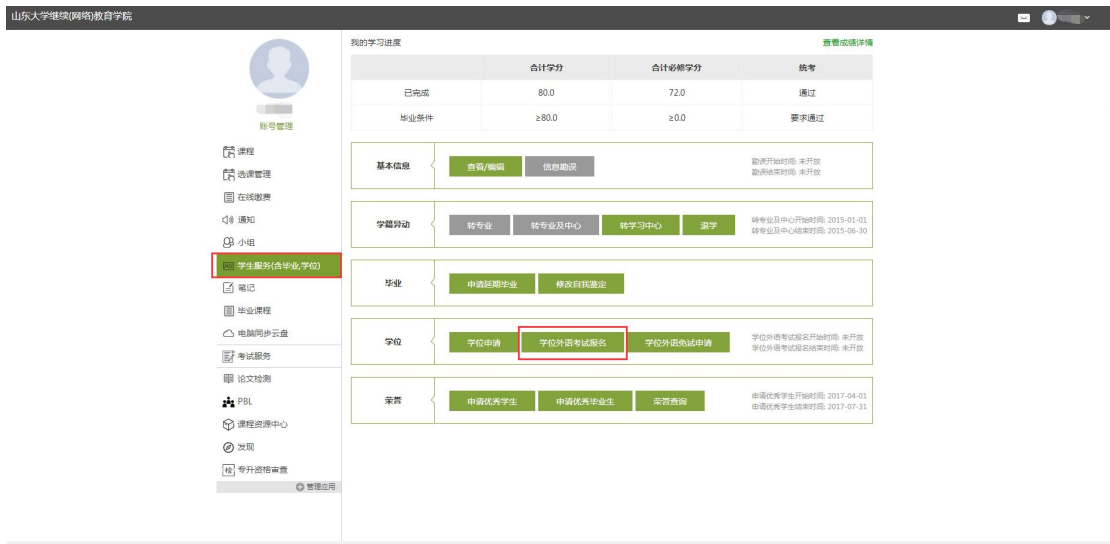 山东大学继续(网络)教育学院
账号管理
课程
选课管理
在线缴费
通知
小组
学生服务(含毕业,学位)
笔记
毕业课程
电脑同步云盘
考试服务
论文检测
PBL
课程资源中心
发现
专升资格审查
管理应用
我的学习进度 查看成绩详情
合计学分 合计必修学分 统考
已完成 80.0 72.0 通过
毕业条件 ≥80.0 ≥0.0 要求通过
基本信息 查看/编辑 信息勘误 勘误开始时间: 未开放
勘误结束时间: 未开放
学籍异动 转专业 转专业及中心 转学习中心 退学 转专业及中心开始时间: 2015-01-01
转专业及中心结束时间: 2015-06-30
毕业 申请延期毕业 修改自我鉴定
学位 学位申请 学位外语考试报名 学位外语免试申请 学位外语考试报名开始时间: 未开放
学位外语考试报名结束时间: 未开放
荣誉 申请优秀学生 申请优秀毕业生 荣誉查询 申请优秀学生开始时间: 2017-04-01
申请优秀学生结束时间: 2017-07-31